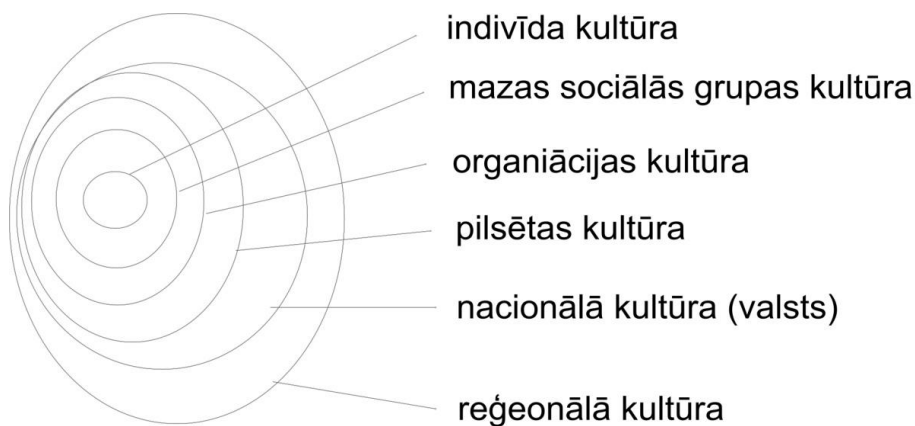 indivīda kultūra
mazas sociālās grupas kultūra
organiācijas kultūra
pilsētas kultūra
nacionālā kultūra (valsts)
reģeonālā kultūra